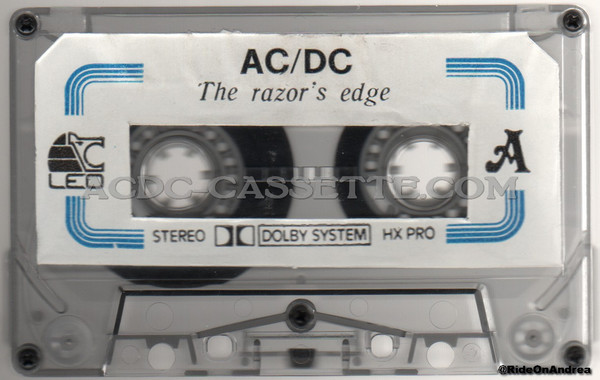 AC/DC
The razor's edge
LEO
A
ACDC-CASSETTE.COM
STEREO DOLBY SYSTEM HX PRO
@RideOnAndrea